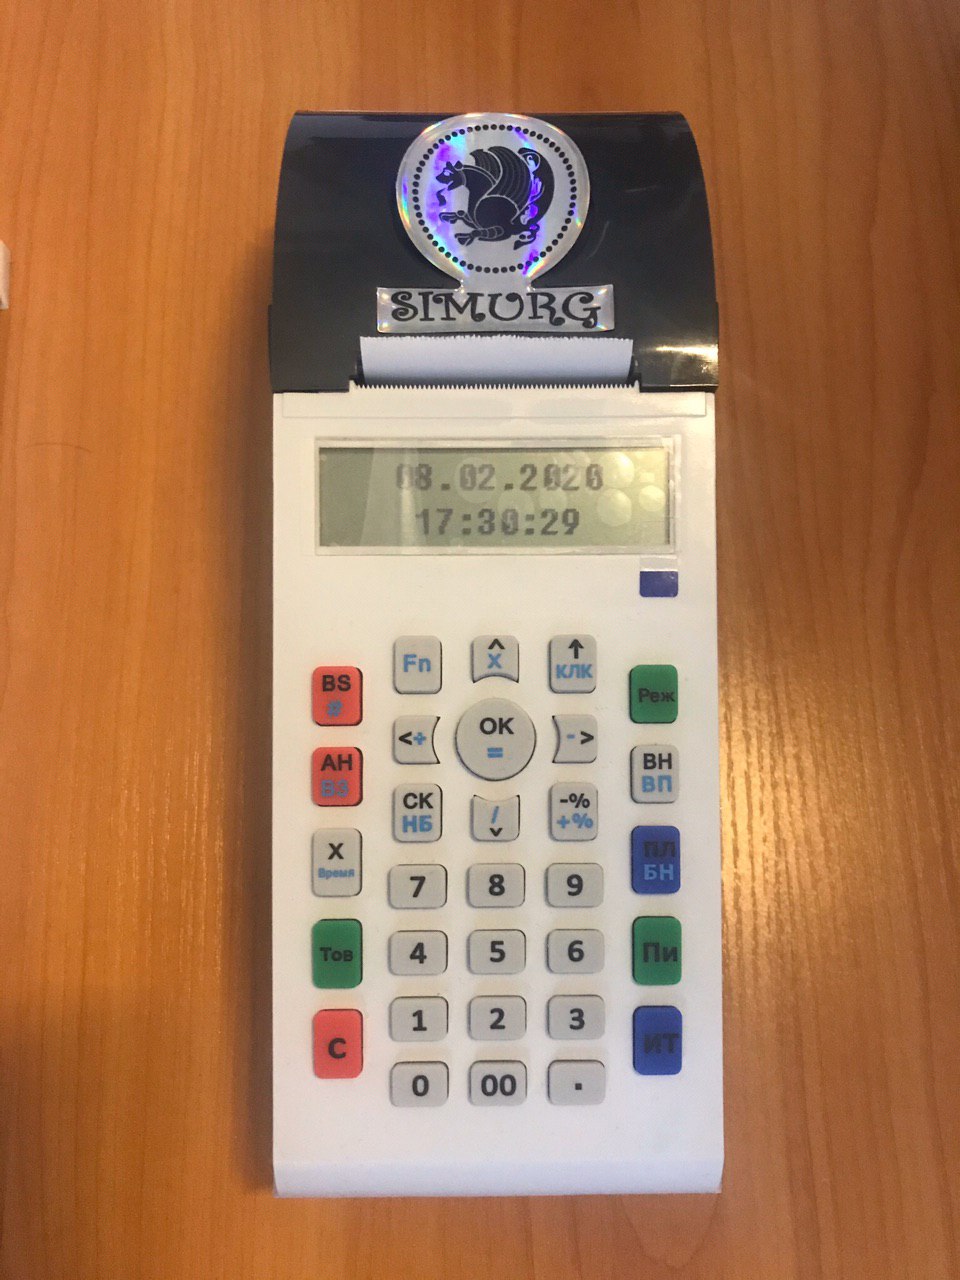 SIMURG
08.02.2020
17:30:29
Fn
^
X
↑
КЛК
BS
#
Реж
<+
OK
=
->
АН
ВЗ
ВН
ВП
СК
НБ
/
-%
+%
X
Время
ПЛ
БН
7
8
9
Тов
4
5
6
Пи
С
1
2
3
ИТ
0
00
.